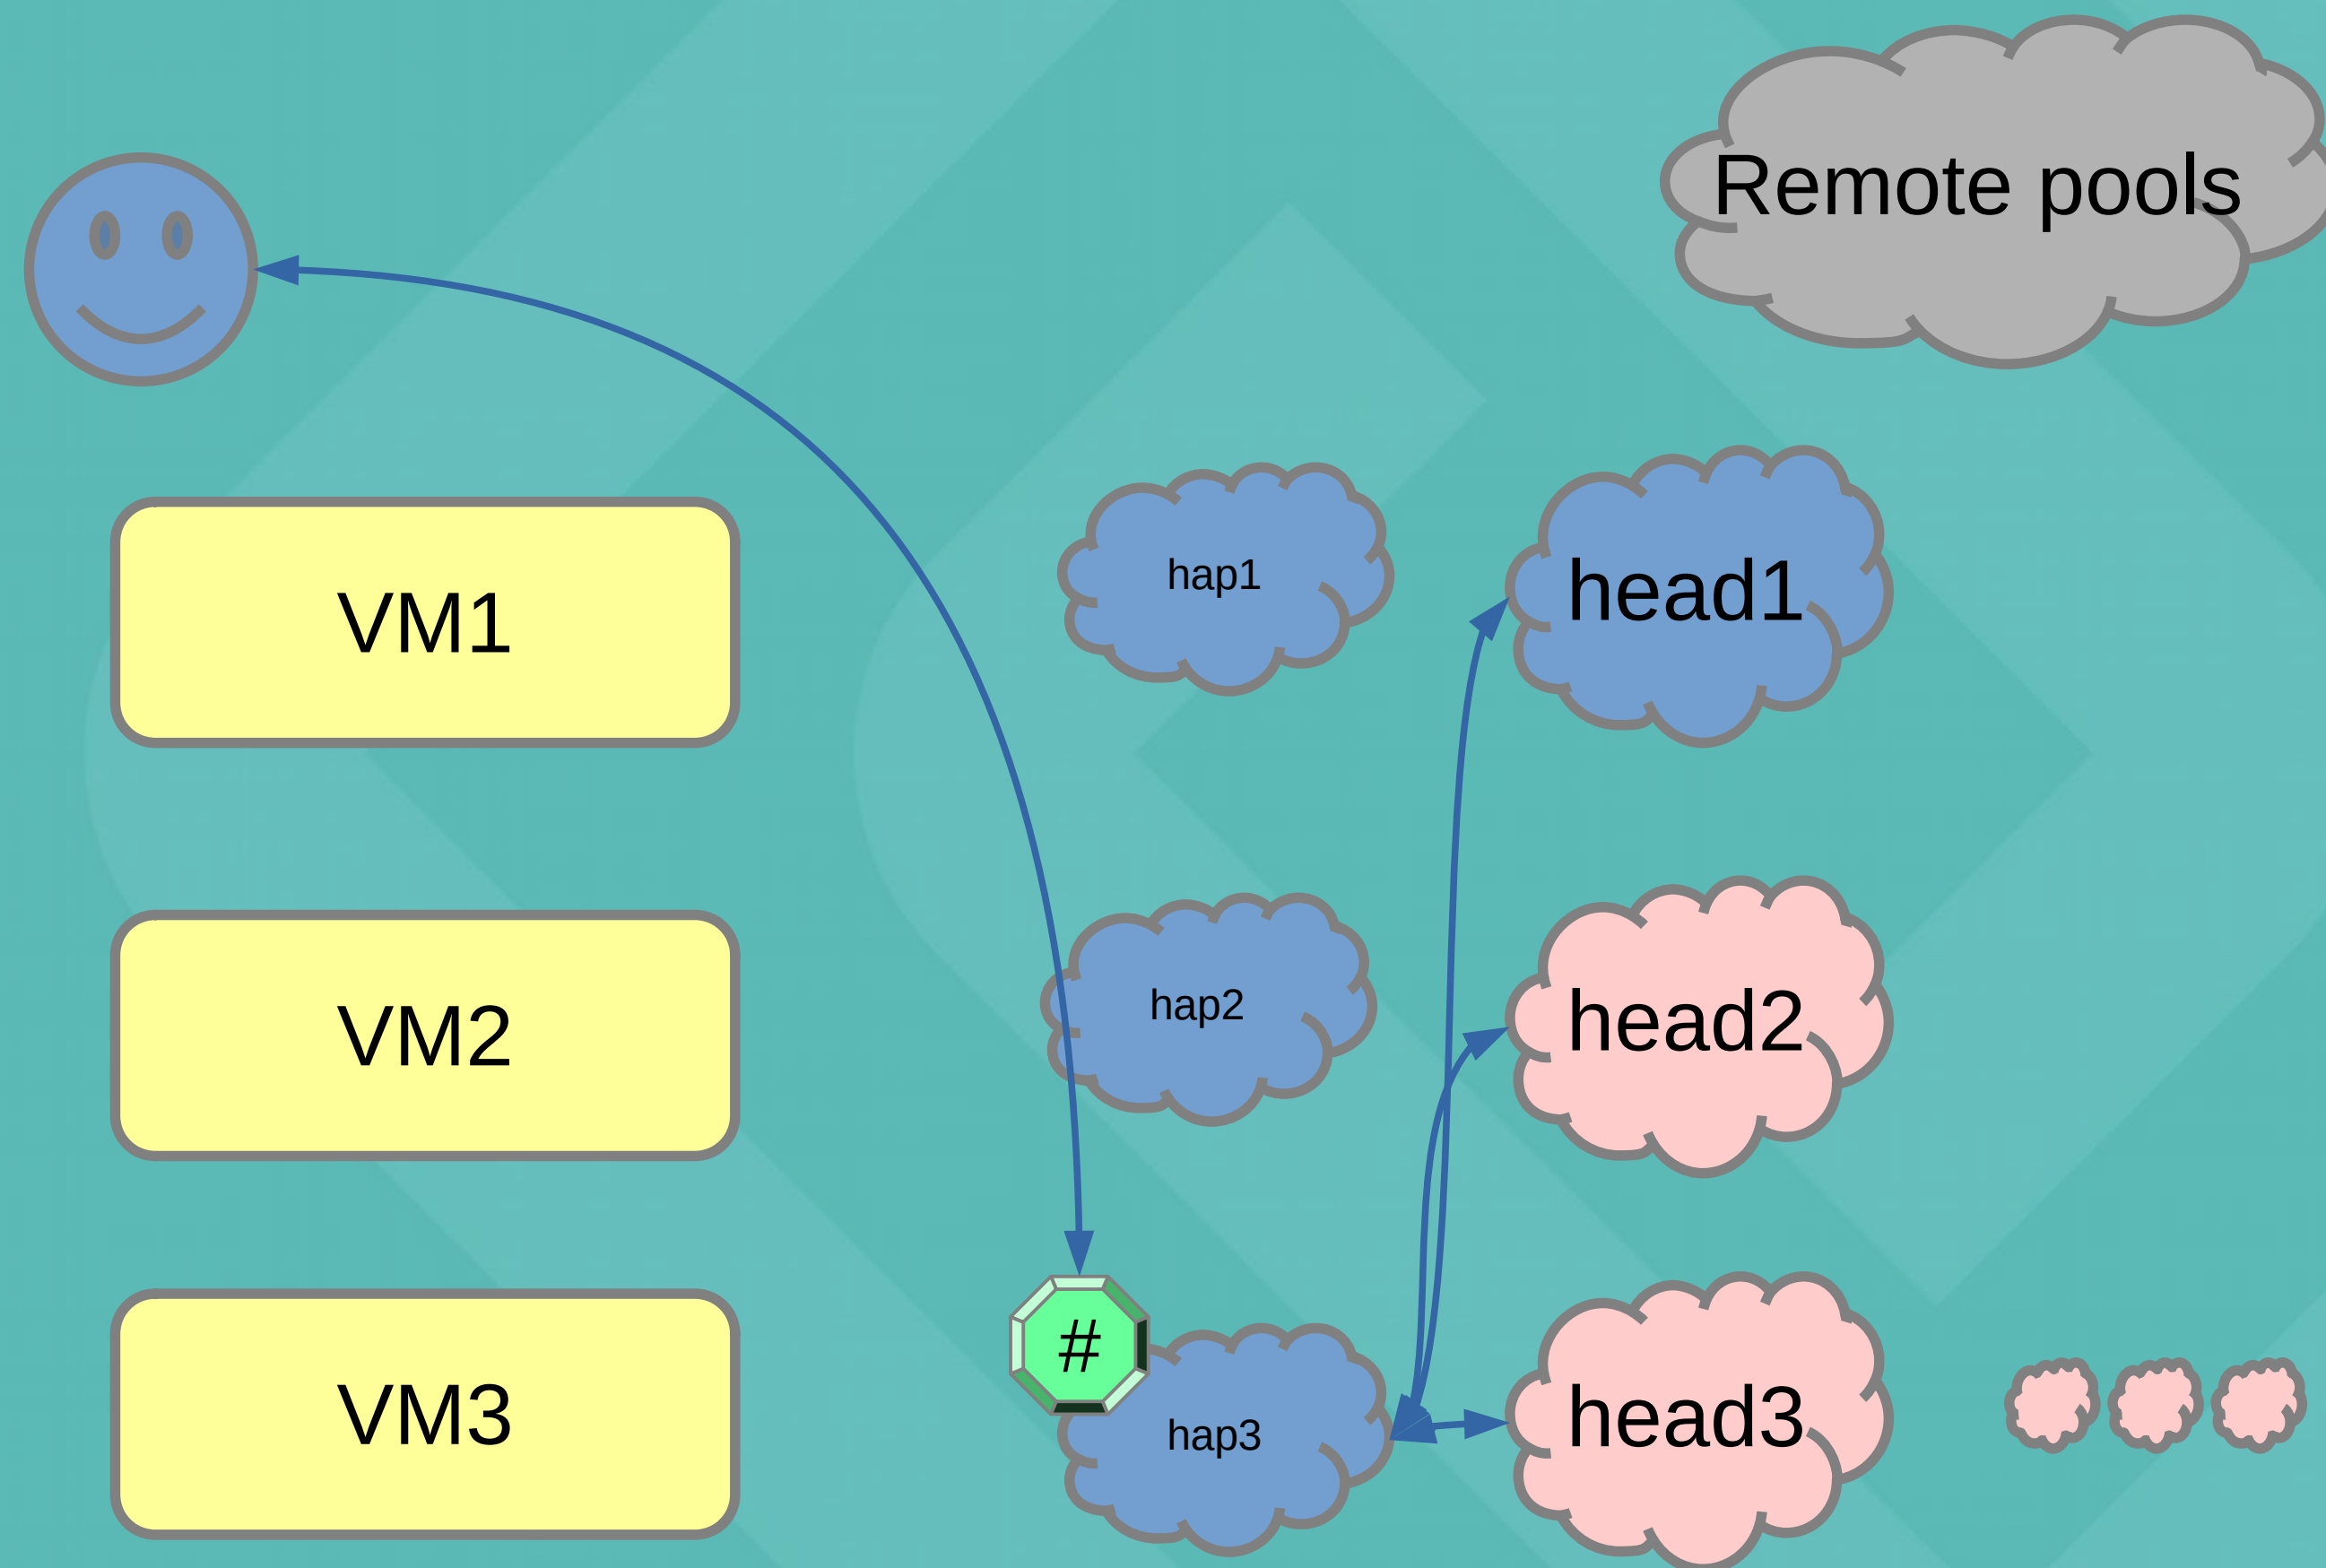 Remote pools
VM1
hap1
head1
VM2
hap2
head2
#
VM3
hap3
head3